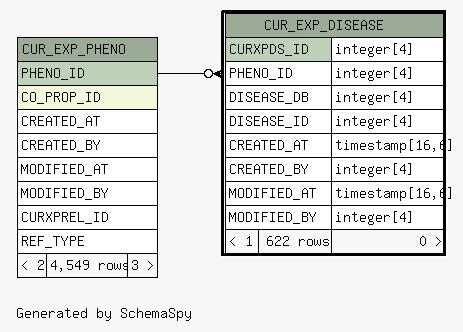 CUR_EXP_PHENO
PHENO_ID
CO_PROP_ID
CREATED_AT
CREATED_BY
MODIFIED_AT
MODIFIED_BY
CURXPREL_ID
REF_TYPE
< 2 4,549 rows 3 >
CUR_EXP_DISEASE
CURXPDS_ID integer[4]
PHENO_ID integer[4]
DISEASE_DB integer[4]
DISEASE_ID integer[4]
CREATED_AT timestamp[16,6]
CREATED_BY integer[4]
MODIFIED_AT timestamp[16,6]
MODIFIED_BY integer[4]
< 1 622 rows 0 >
Generated by SchemaSpy